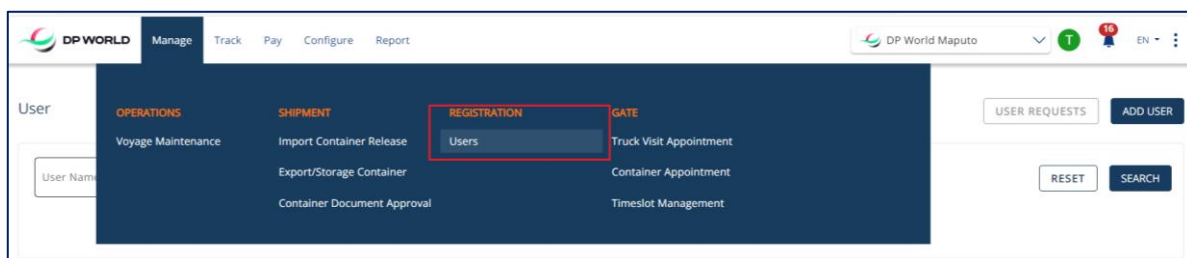 DP WORLD Manage Track Pay Configure Report DP World Maputo T 16 EN
User OPERATIONS SHIPMENT REGISTRATION GATE USER REQUESTS ADD USER
Voyage Maintenance Import Container Release Users Truck Visit Appointment
User Name Export/Storage Container Container Appointment RESET SEARCH
Container Document Approval Timeslot Management